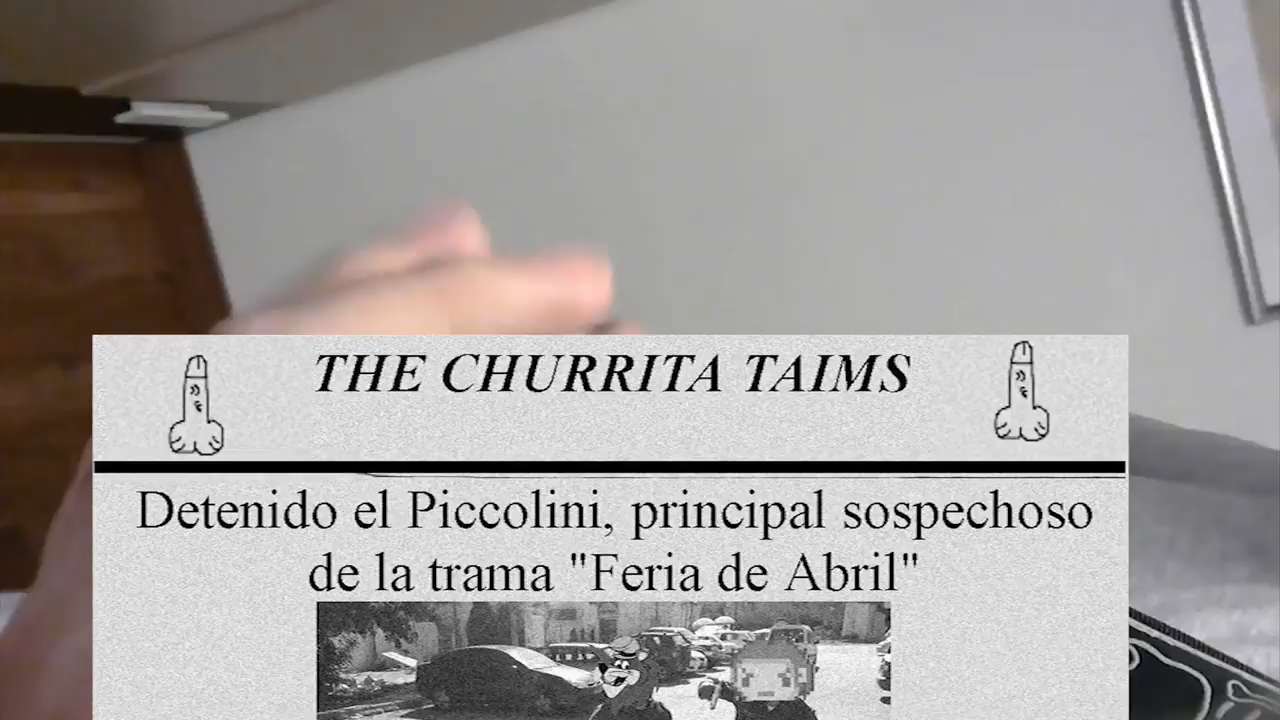 THE CHURRITA TAIMS
Detenido el Piccolini, principal sospechoso
de la trama "Feria de Abril"